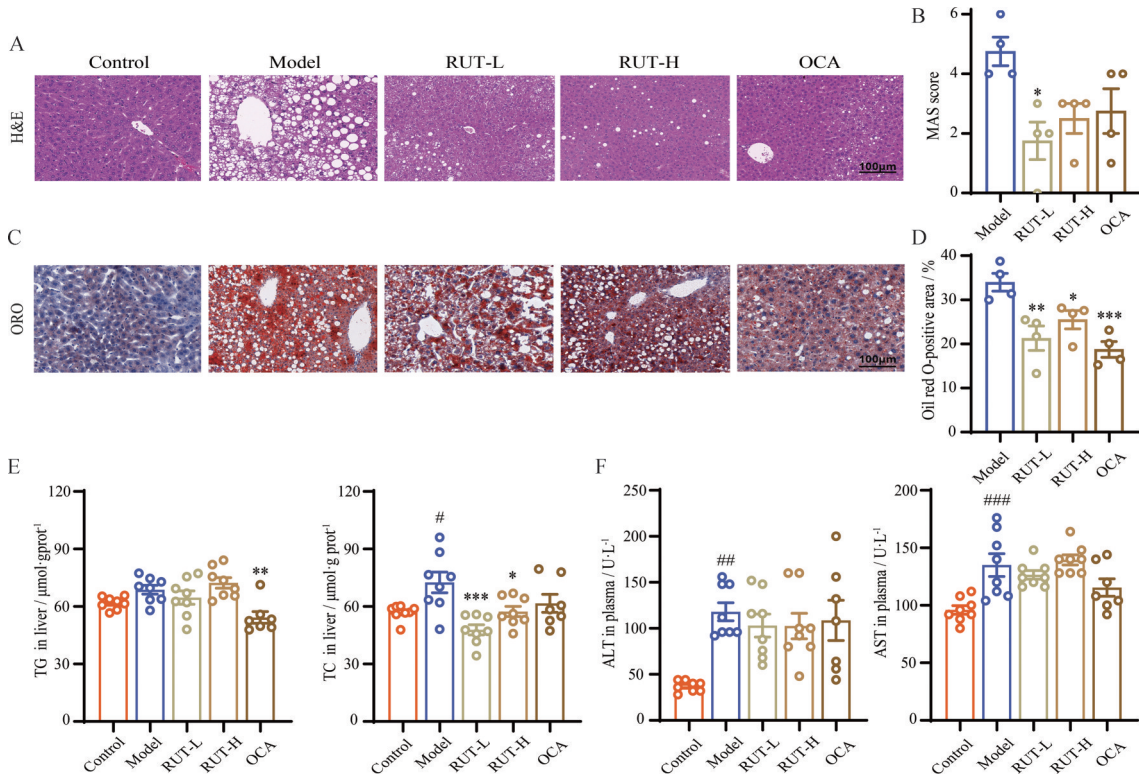 A
Control
Model
RUT-L
RUT-H
OCA
H&E
100μm
B
MAS score
6
4
2
0
*
Model
RUT-L
RUT-H
OCA
C
ORO
100μm
D
Oil red O-positive area / %
40
30
20
10
0
**
*
***
Model
RUT-L
RUT-H
OCA
E
TG in liver / μmol·gprot⁻¹
120
90
60
30
0
**
Control
Model
RUT-L
RUT-H
OCA
TC in liver / μmol·g prot⁻¹
120
90
60
30
0
#
***
*
Control
Model
RUT-L
RUT-H
OCA
F
ALT in plasma / U·L⁻¹
250
200
150
100
50
0
##
Control
Model
RUT-L
RUT-H
OCA
AST in plasma / U·L⁻¹
200
150
100
50
0
###
Control
Model
RUT-L
RUT-H
OCA